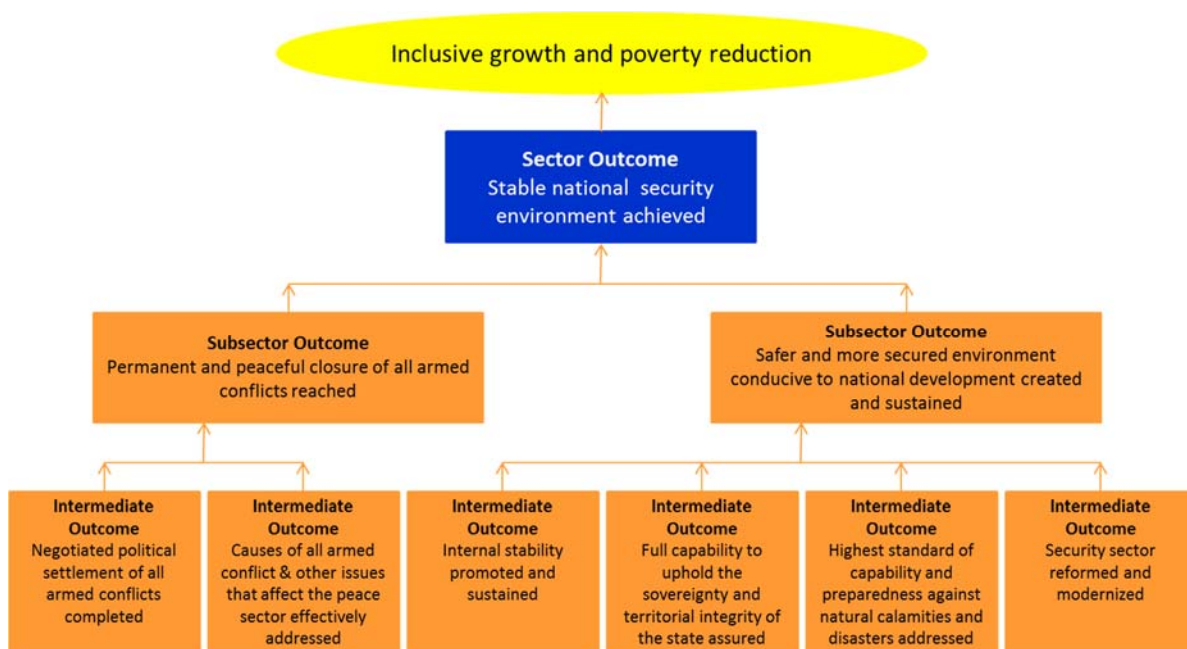 Inclusive growth and poverty reduction
Sector Outcome
Stable national security
environment achieved
Subsector Outcome
Permanent and peaceful closure of all armed
conflicts reached
Subsector Outcome
Safer and more secured environment
conducive to national development created
and sustained
Intermediate
Outcome
Negotiated political
settlement of all
armed conflicts
completed
Intermediate
Outcome
Causes of all armed
conflict & other issues
that affect the peace
sector effectively
addressed
Intermediate
Outcome
Internal stability
promoted and
sustained
Intermediate
Outcome
Full capability to
uphold the
sovereignty and
territorial integrity of
the state assured
Intermediate
Outcome
Highest standard of
capability and
preparedness against
natural calamities and
disasters addressed
Intermediate
Outcome
Security sector
reformed and
modernized